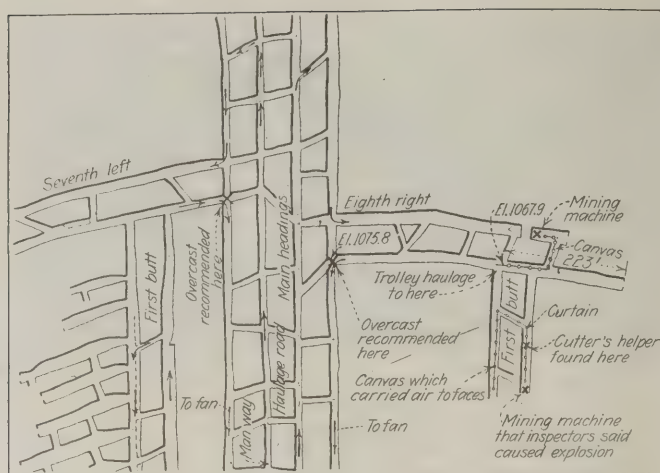 Seventh left
First butt
Overcast
recommended
here
Man way
Haulage road
Main headings
Eighth right
El.1075.8
El.1067.9
Mining
machine
Canvas
223'
Trolley haulage
to here
Overcast
recommended
here
First butt
Curtain
Cutter's helper
found here
Canvas which
carried air to faces
To fan
To fan
Mining machine
that inspectors said
caused explosion